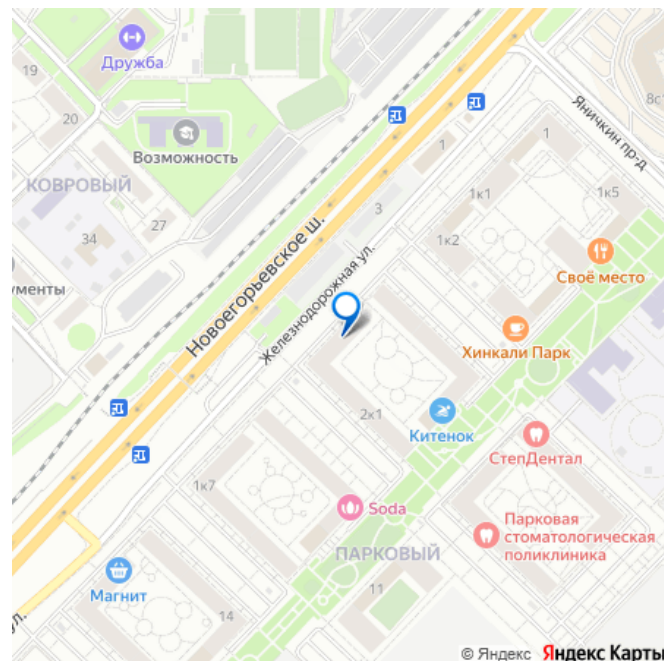 Дружба
19
20
8с1
Яничкин пр-д
Возможность
1
1
КОВРОВЫЙ
27
34
3
1к1
1к5
1к2
ументы
Новоегорьевское ш.
Железнодорожная ул.
Своё место
Хинкали Парк
2к1
Китенок
СтепДентал
1к7
Soda
Парковая
стоматологическая
поликлиника
ПАРКОВЫЙ
Магнит
11
14
ул.
© Яндекс Яндекс Карты